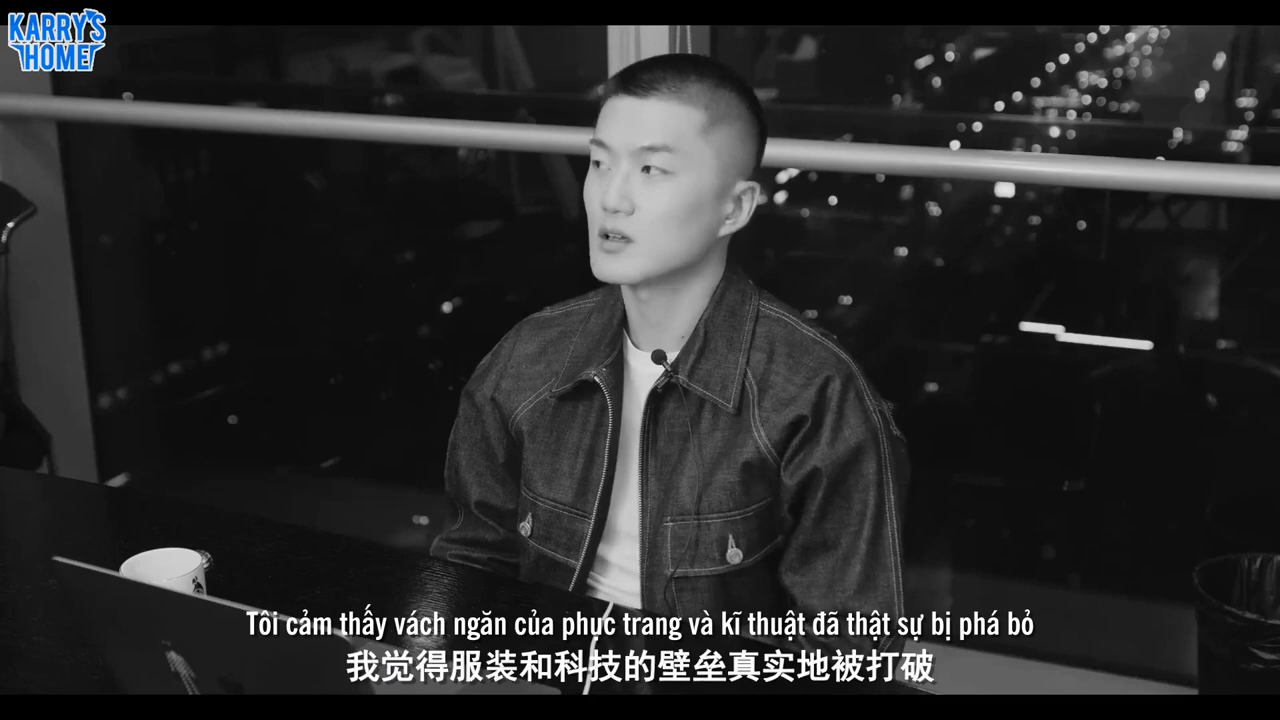 KARRY'S
HOME
Tôi cảm thấy vách ngăn của phục trang và kĩ thuật đã thật sự bị phá bỏ
我觉得服装和科技的壁垒真实地被打破